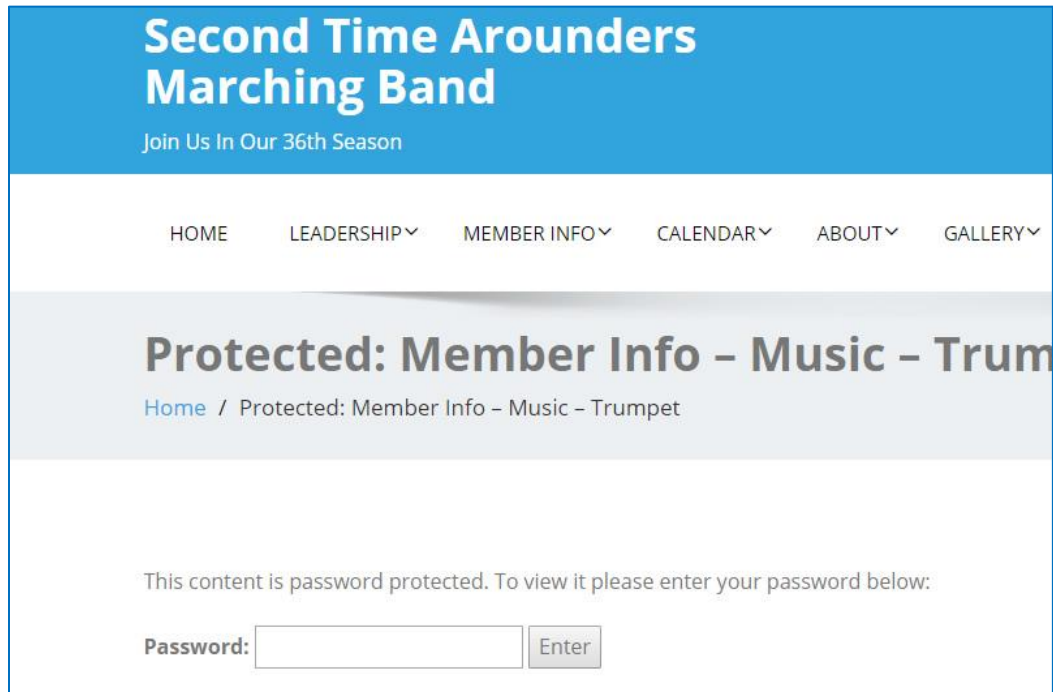 Second Time Arounders
Marching Band
Join Us In Our 36th Season
HOME LEADERSHIP MEMBER INFO CALENDAR ABOUT GALLERY
Protected: Member Info – Music – Trum
Home / Protected: Member Info – Music – Trumpet
This content is password protected. To view it please enter your password below:
Password: Enter